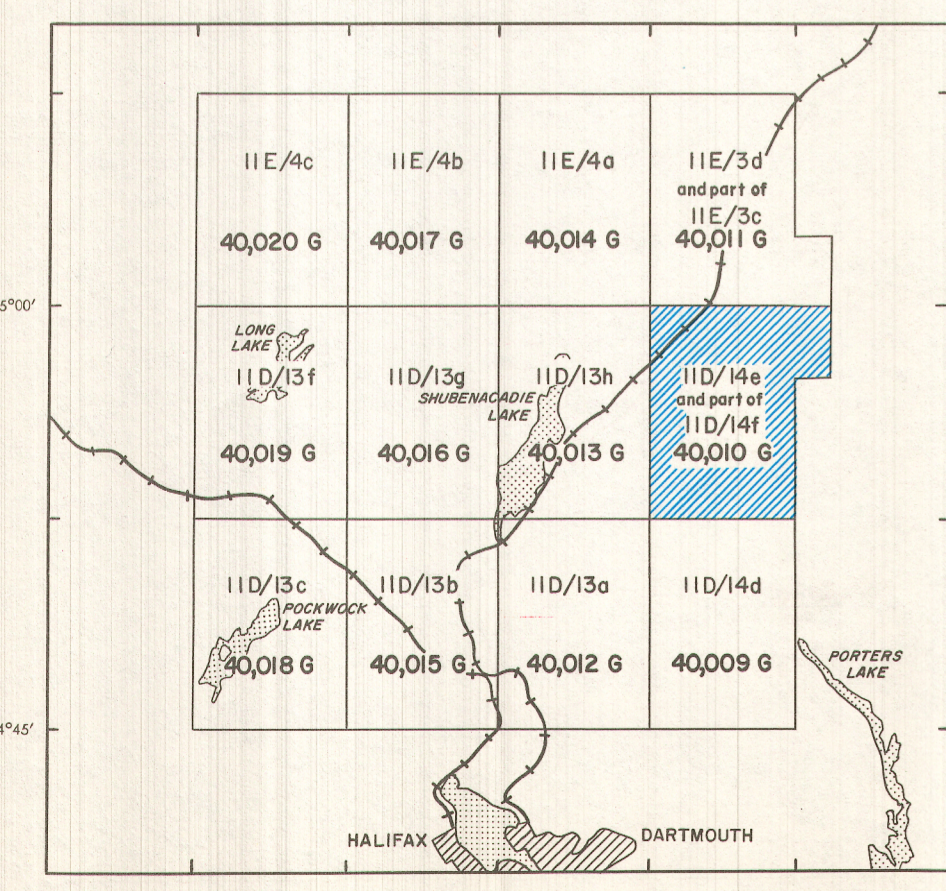 11E/4c
11E/4b
11E/4a
11E/3d
and part of
11E/3c
40,020 G
40,017 G
40,014 G
40,011 G
5°00'
LONG
LAKE
11D/13f
11D/13g
11D/13h
11D/14e
SHUBENACADIE
LAKE
and part of
11D/14f
40,019 G
40,016 G
40,013 G
40,010 G
11D/13c
11D/13b
11D/13a
11D/14d
POCKWOCK
LAKE
40,018 G
40,015 G
40,012 G
40,009 G
PORTERS
LAKE
4°45'
HALIFAX
DARTMOUTH